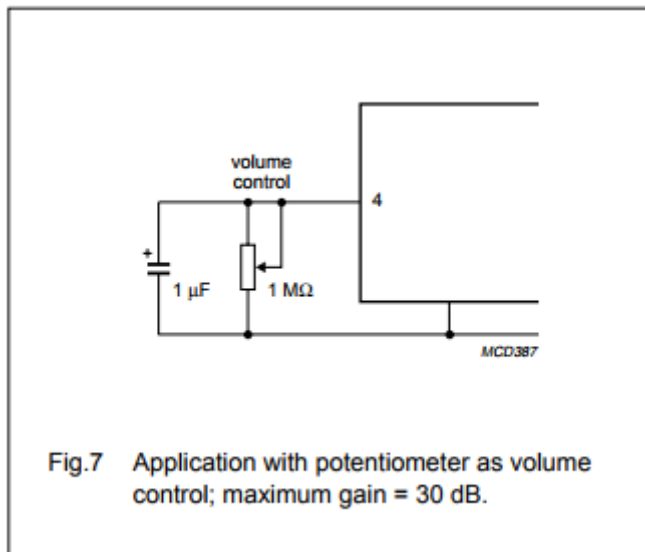 volume
control
4
+
1 μF
1 MΩ
MCD387
Fig.7 Application with potentiometer as volume
control; maximum gain = 30 dB.